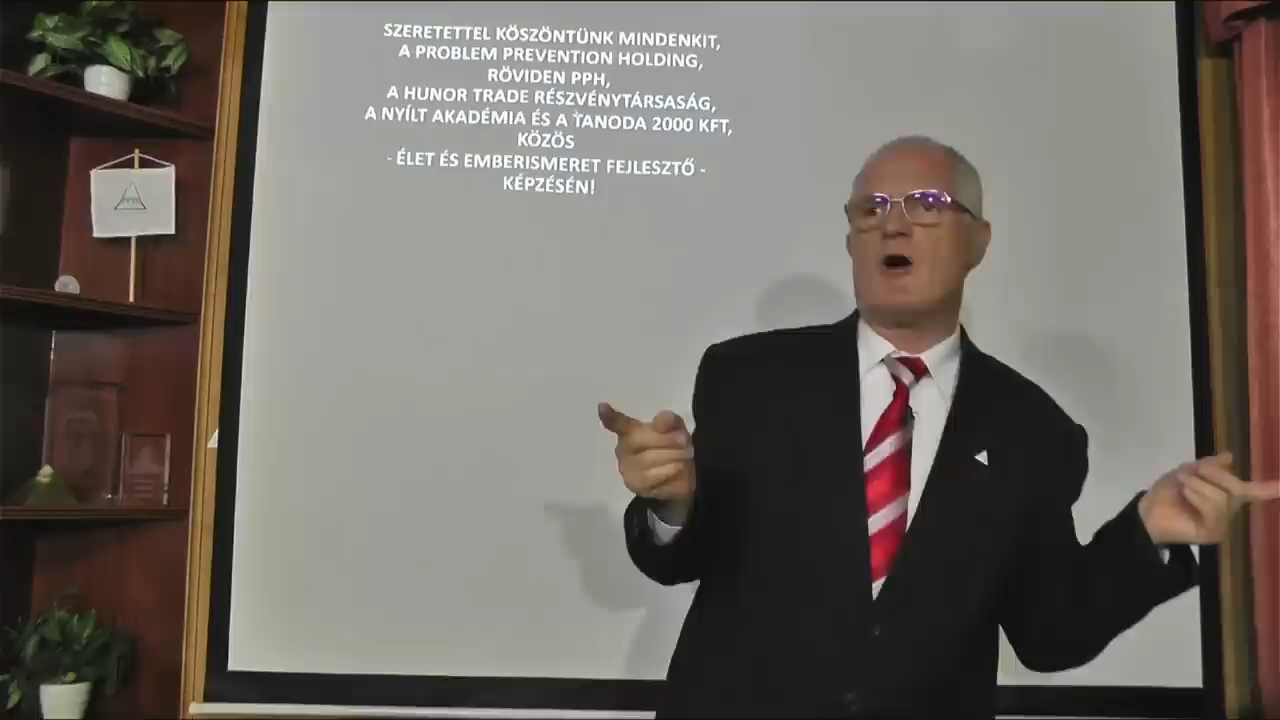 SZERETETTEL KÖSZÖNTÜNK MINDENKIT,
A PROBLEM PREVENTION HOLDING,
RÖVIDEN PPH,
A HUNOR TRADE RÉSZVÉNYTÁRSASÁG,
A NYÍLT AKADÉMIA ÉS A TANODA 2000 KFT,
KÖZÖS
- ÉLET ÉS EMBERISMERET FEJLESZTŐ -
KÉPZÉSÉN!